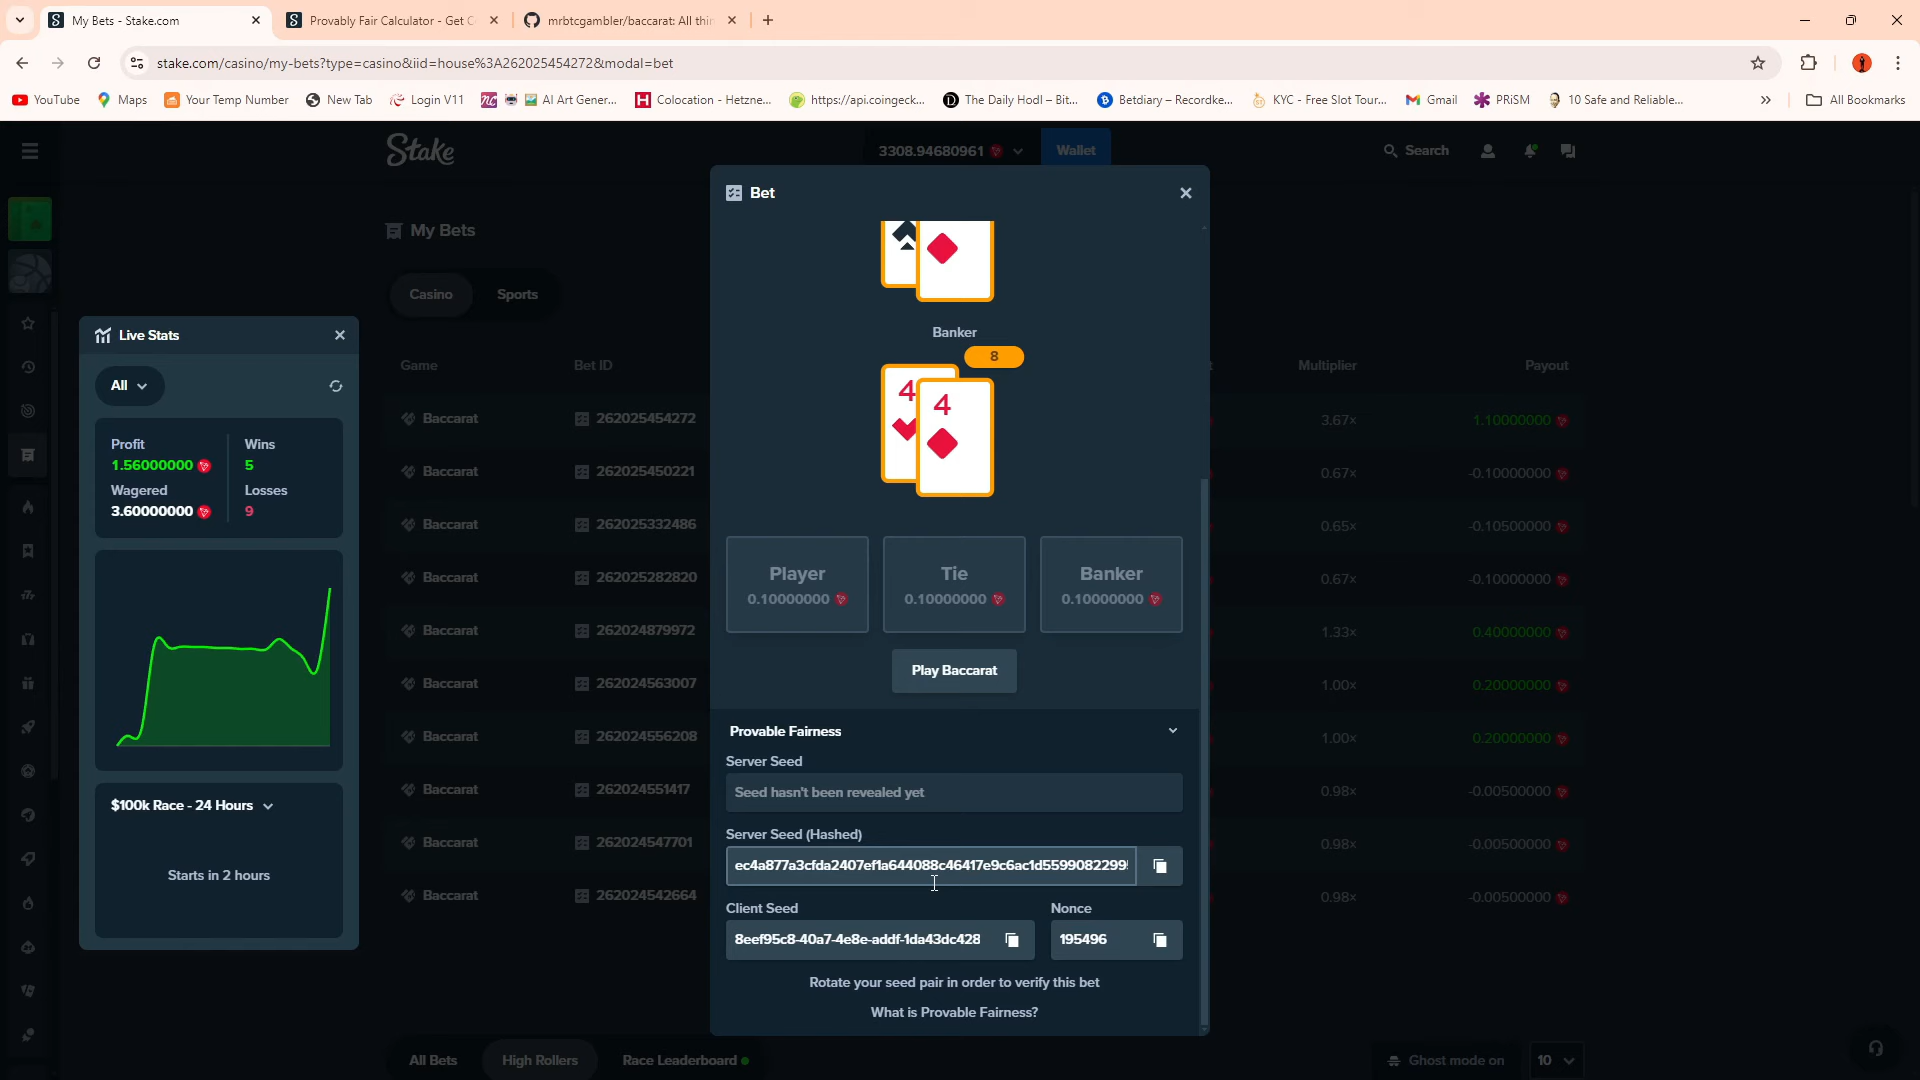 My Bets - Stake.com
Provably Fair Calculator - Get C
mrbtcgambler/baccarat: All thin
stake.com/casino/my-bets?type=casino&iid=house%3A262025454272&modal=bet
YouTube
Maps
Your Temp Number
New Tab
Login V11
AI Art Gener...
Colocation - Hetzne...
https://api.coingeck...
The Daily Hodl – Bit...
Betdiary – Recordke...
KYC - Free Slot Tour...
Gmail
PRiSM
10 Safe and Reliable...
All Bookmarks
Stake
3308.94680961
Wallet
Search
Bet
My Bets
Casino
Sports
Live Stats
All
Profit
1.56000000
Wins
5
Wagered
3.60000000
Losses
9
$100k Race - 24 Hours
Starts in 2 hours
Game
Bet ID
Multiplier
Payout
Baccarat 262025454272 3.67× 1.10000000
Baccarat 262025450221 0.67× -0.10000000
Baccarat 262025332486 0.65× -0.10500000
Baccarat 262025282820 0.67× -0.10000000
Baccarat 262024879972 1.33× 0.40000000
Baccarat 262024563007 1.00× 0.20000000
Baccarat 262024556208 1.00× 0.20000000
Baccarat 262024551417 0.98× -0.00500000
Baccarat 262024547701 0.98× -0.00500000
Baccarat 262024542664 0.98× -0.00500000
Banker
8
4
4
Player
0.10000000
Tie
0.10000000
Banker
0.10000000
Play Baccarat
Provable Fairness
Server Seed
Seed hasn't been revealed yet
Server Seed (Hashed)
ec4a877a3cfda2407ef1a644088c46417e9c6ac1d5599082299
Client Seed
Nonce
8eef95c8-40a7-4e8e-addf-1da43dc428
195496
Rotate your seed pair in order to verify this bet
What is Provable Fairness?
All Bets
High Rollers
Race Leaderboard
Ghost mode on
10